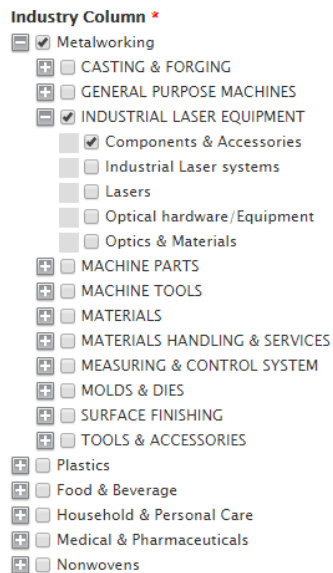 Industry Column *
Metalworking
CASTING & FORGING
GENERAL PURPOSE MACHINES
INDUSTRIAL LASER EQUIPMENT
Components & Accessories
Industrial Laser systems
Lasers
Optical hardware/Equipment
Optics & Materials
MACHINE PARTS
MACHINE TOOLS
MATERIALS
MATERIALS HANDLING & SERVICES
MEASURING & CONTROL SYSTEM
MOLDS & DIES
SURFACE FINISHING
TOOLS & ACCESSORIES
Plastics
Food & Beverage
Household & Personal Care
Medical & Pharmaceuticals
Nonwovens